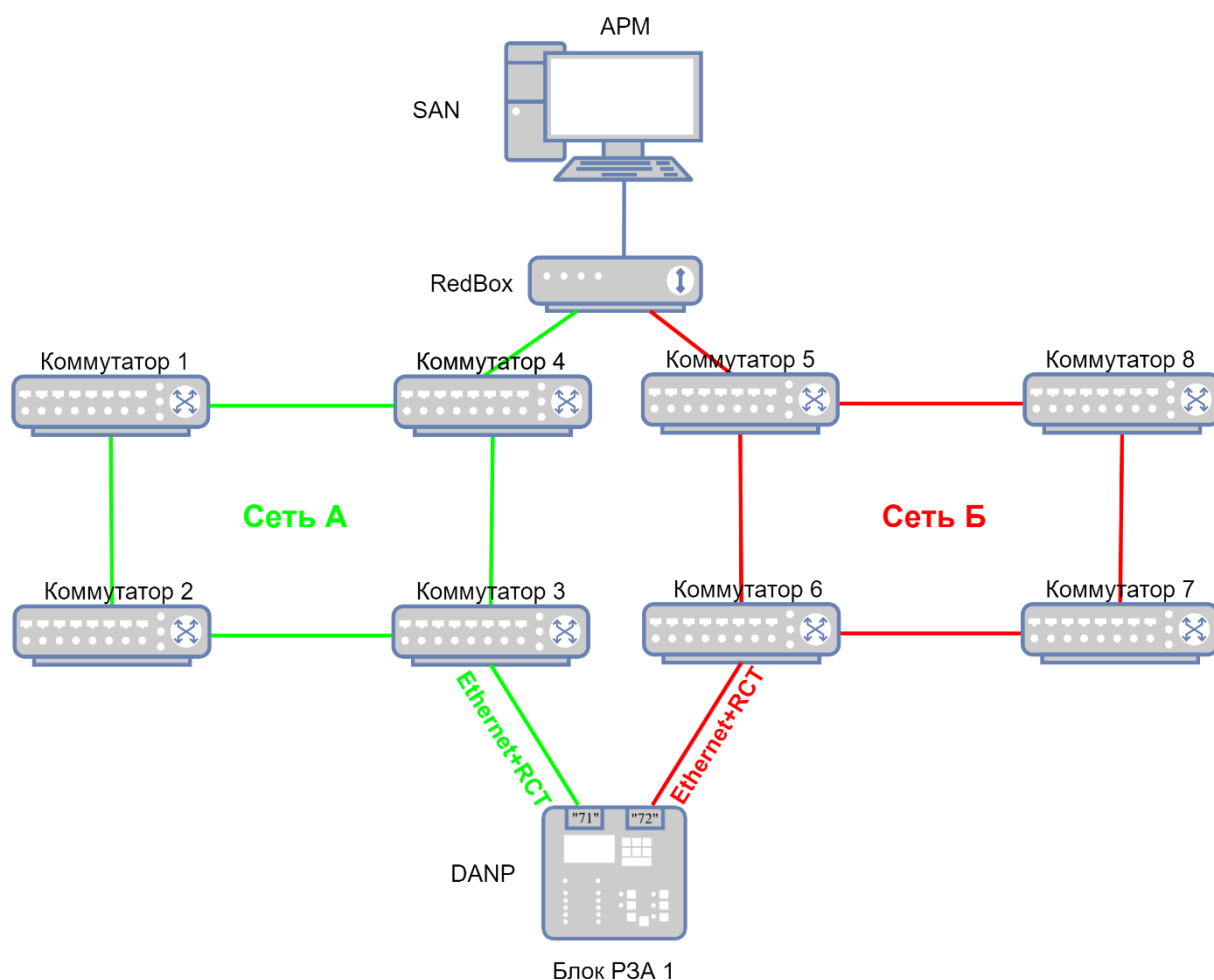 АРМ
SAN
RedBox
Коммутатор 1
Коммутатор 4
Коммутатор 5
Коммутатор 8
Сеть А
Сеть Б
Коммутатор 2
Коммутатор 3
Коммутатор 6
Коммутатор 7
Ethernet+RCT
Ethernet+RCT
"71"
"72"
DANP
Блок РЗА 1